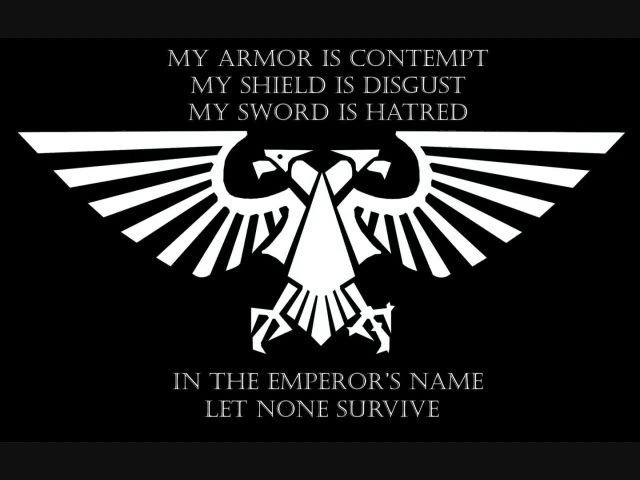 MY ARMOR IS CONTEMPT
MY SHIELD IS DISGUST
MY SWORD IS HATRED
IN THE EMPEROR'S NAME
LET NONE SURVIVE